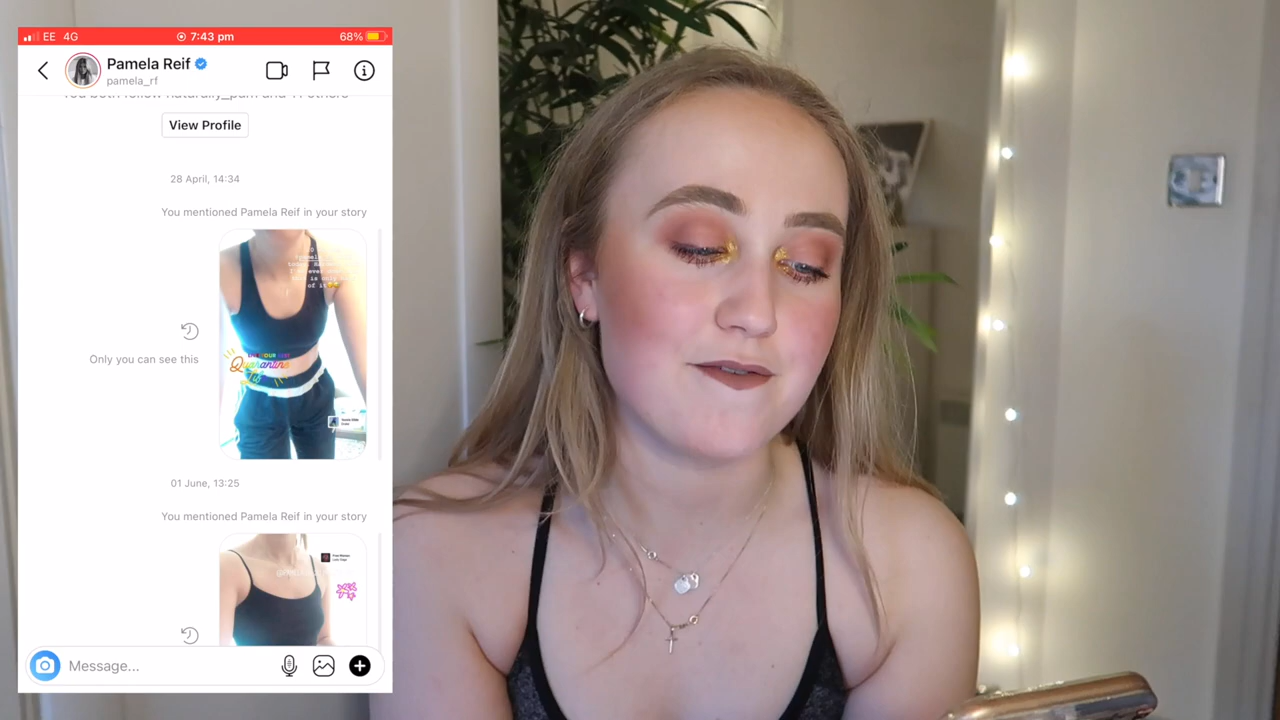 EE 4G
7:43 pm
68%
Pamela Reif
pamela_rf
View Profile
28 April, 14:34
You mentioned Pamela Reif in your story
Quarantine
Only you can see this
01 June, 13:25
You mentioned Pamela Reif in your story
Message...